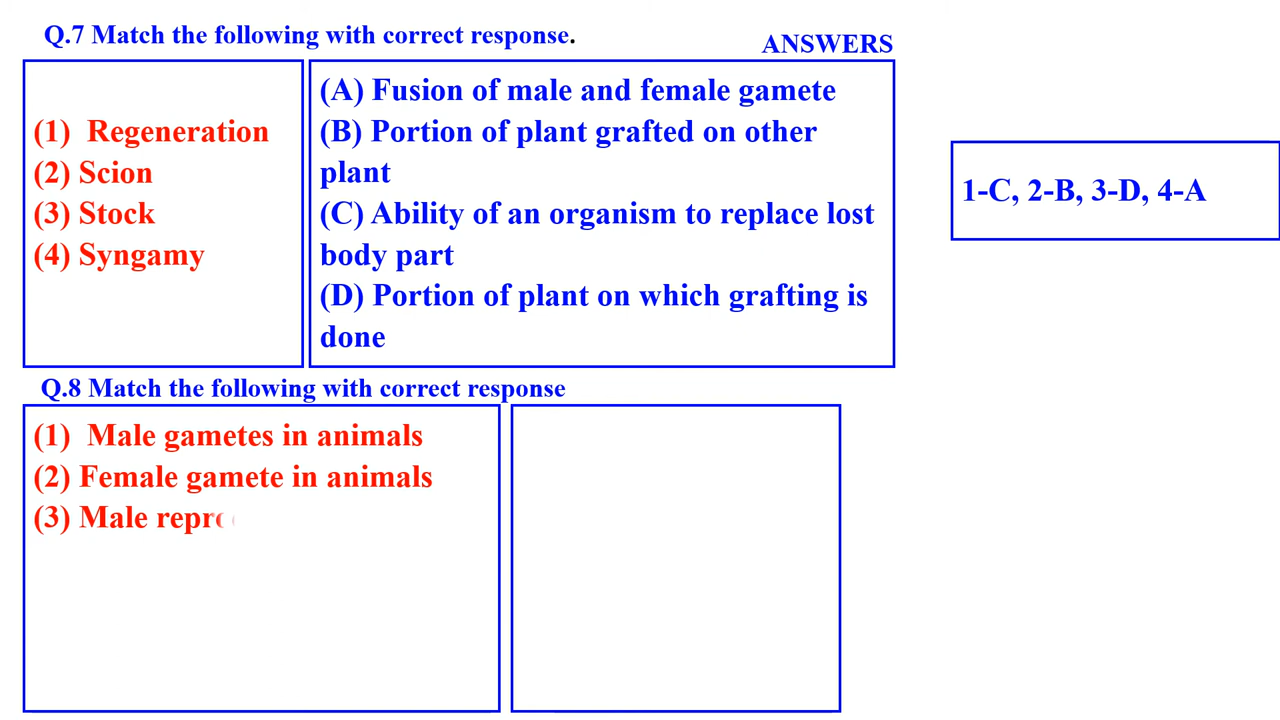 Q.7 Match the following with correct response.
ANSWERS
(1) Regeneration
(2) Scion
(3) Stock
(4) Syngamy
(A) Fusion of male and female gamete
(B) Portion of plant grafted on other
plant
(C) Ability of an organism to replace lost
body part
(D) Portion of plant on which grafting is
done
1-C, 2-B, 3-D, 4-A
Q.8 Match the following with correct response
(1) Male gametes in animals
(2) Female gamete in animals
(3) Male